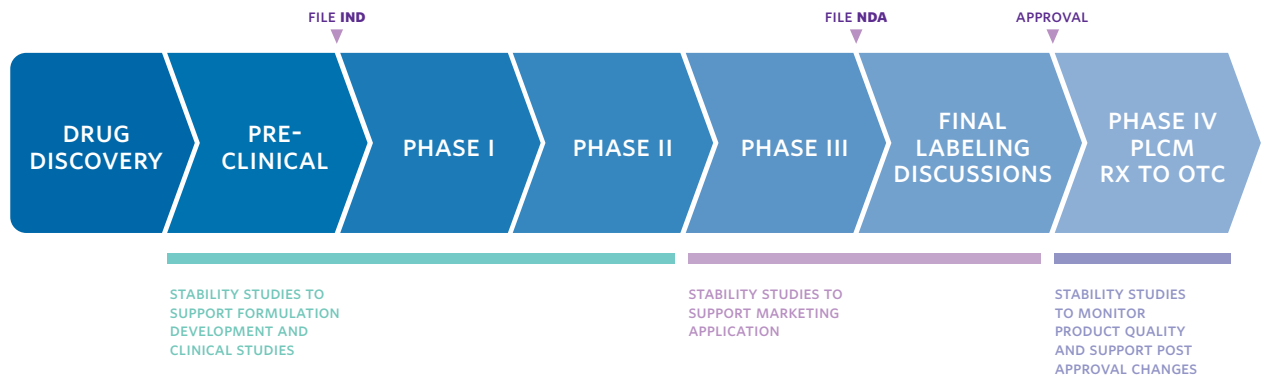 FILE IND
FILE NDA
APPROVAL
DRUG
DISCOVERY
PRE-
CLINICAL
PHASE I
PHASE II
PHASE III
FINAL
LABELING
DISCUSSIONS
PHASE IV
PLCM
RX TO OTC
STABILITY STUDIES TO
SUPPORT FORMULATION
DEVELOPMENT AND
CLINICAL STUDIES
STABILITY STUDIES TO
SUPPORT MARKETING
APPLICATION
STABILITY STUDIES
TO MONITOR
PRODUCT QUALITY
AND SUPPORT POST
APPROVAL CHANGES